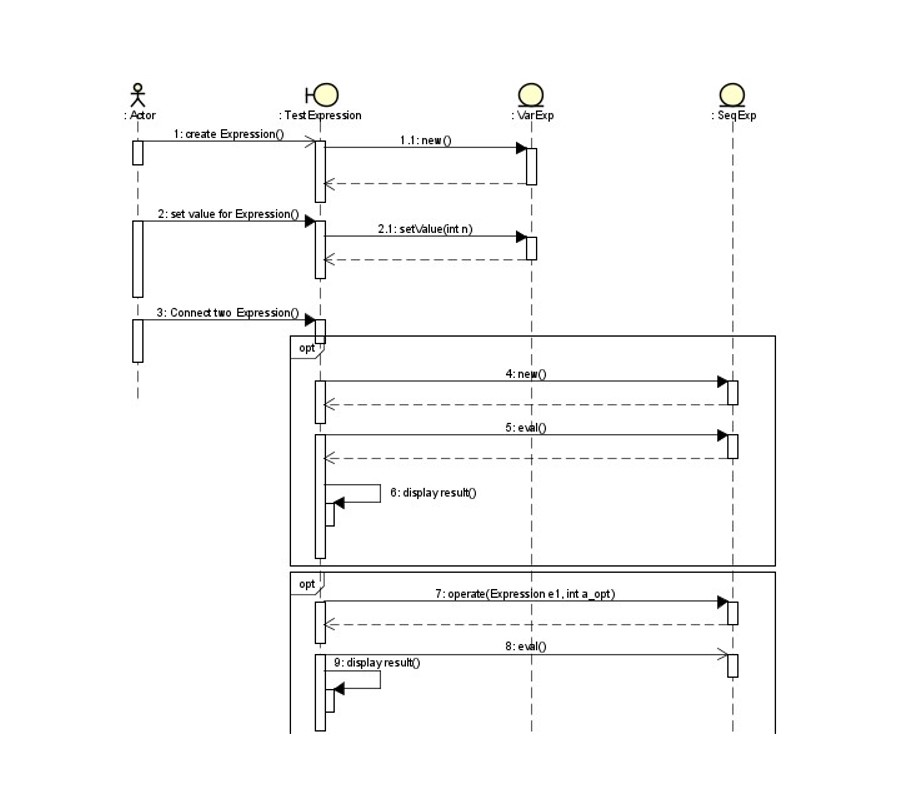 : Actor
: TestExpression
: VarExp
: SeqExp
1: create Expression()
1.1: new()
2: set value for Expression()
2.1: setValue(int n)
3: Connect two Expression()
opt
4: new()
5: eval()
6: display result()
opt
7: operate(Expression e1, int a_opt)
8: eval()
9: display result()